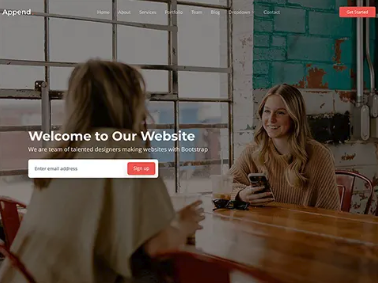 Append
Home About Services Portfolio Team Blog Dropdown Contact
Get Started
Welcome to Our Website
We are team of talented designers making websites with Bootstrap
Enter email address
Sign up